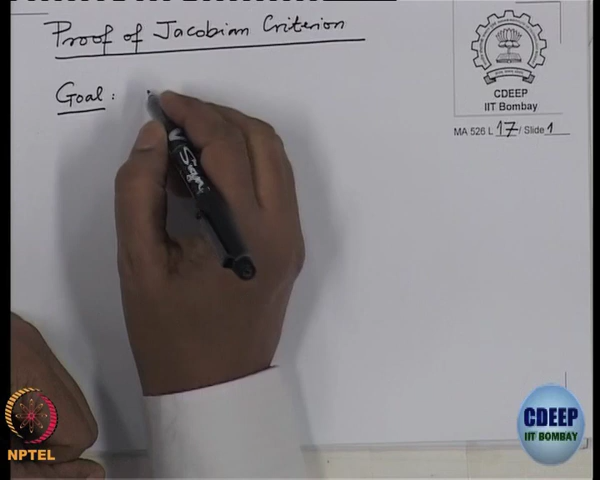 Proof of Jacobian Criterion
CDEEP
IIT Bombay
MA 526 L 17 / Slide 1
Goal :
NPTEL
CDEEP
IIT BOMBAY